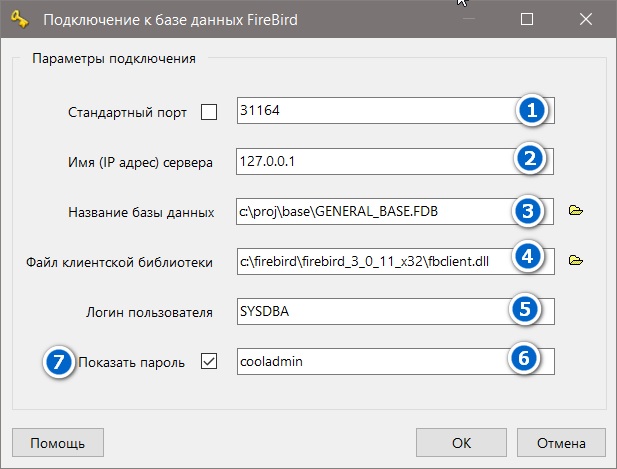 Подключение к базе данных FireBird
Параметры подключения
Стандартный порт 31164 1
Имя (IP адрес) сервера 127.0.0.1 2
Название базы данных c:\proj\base\GENERAL_BASE.FDB 3
Файл клиентской библиотеки c:\firebird\firebird_3_0_11_x32\fbclient.dll 4
Логин пользователя SYSDBA 5
7 Показать пароль cooladmin 6
Помощь OK Отмена